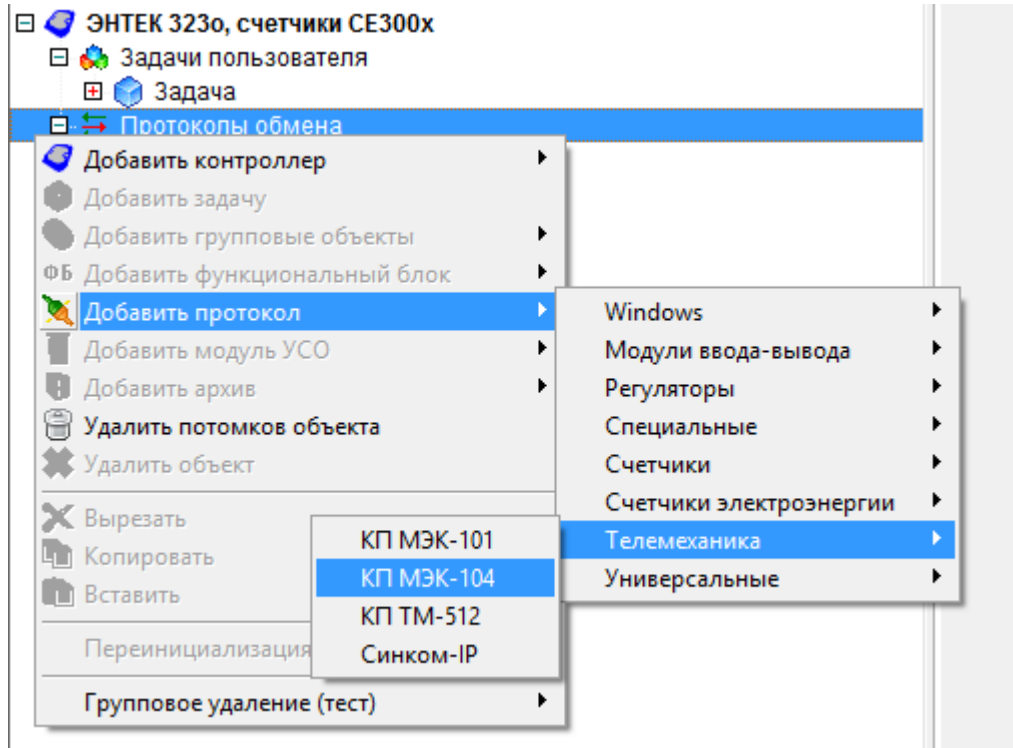 ЭНТЕК 323о, счетчики СЕ300х
Задачи пользователя
Задача
Протоколы обмена
Добавить контроллер
Добавить задачу
Добавить групповые объекты
ФБ Добавить функциональный блок
Добавить протокол
Добавить модуль УСО
Добавить архив
Удалить потомков объекта
Удалить объект
Вырезать
Копировать
Вставить
Переинициализация
Групповое удаление (тест)
Windows
Модули ввода-вывода
Регуляторы
Специальные
Счетчики
Счетчики электроэнергии
Телемеханика
Универсальные
КП МЭК-101
КП МЭК-104
КП ТМ-512
Синком-IP